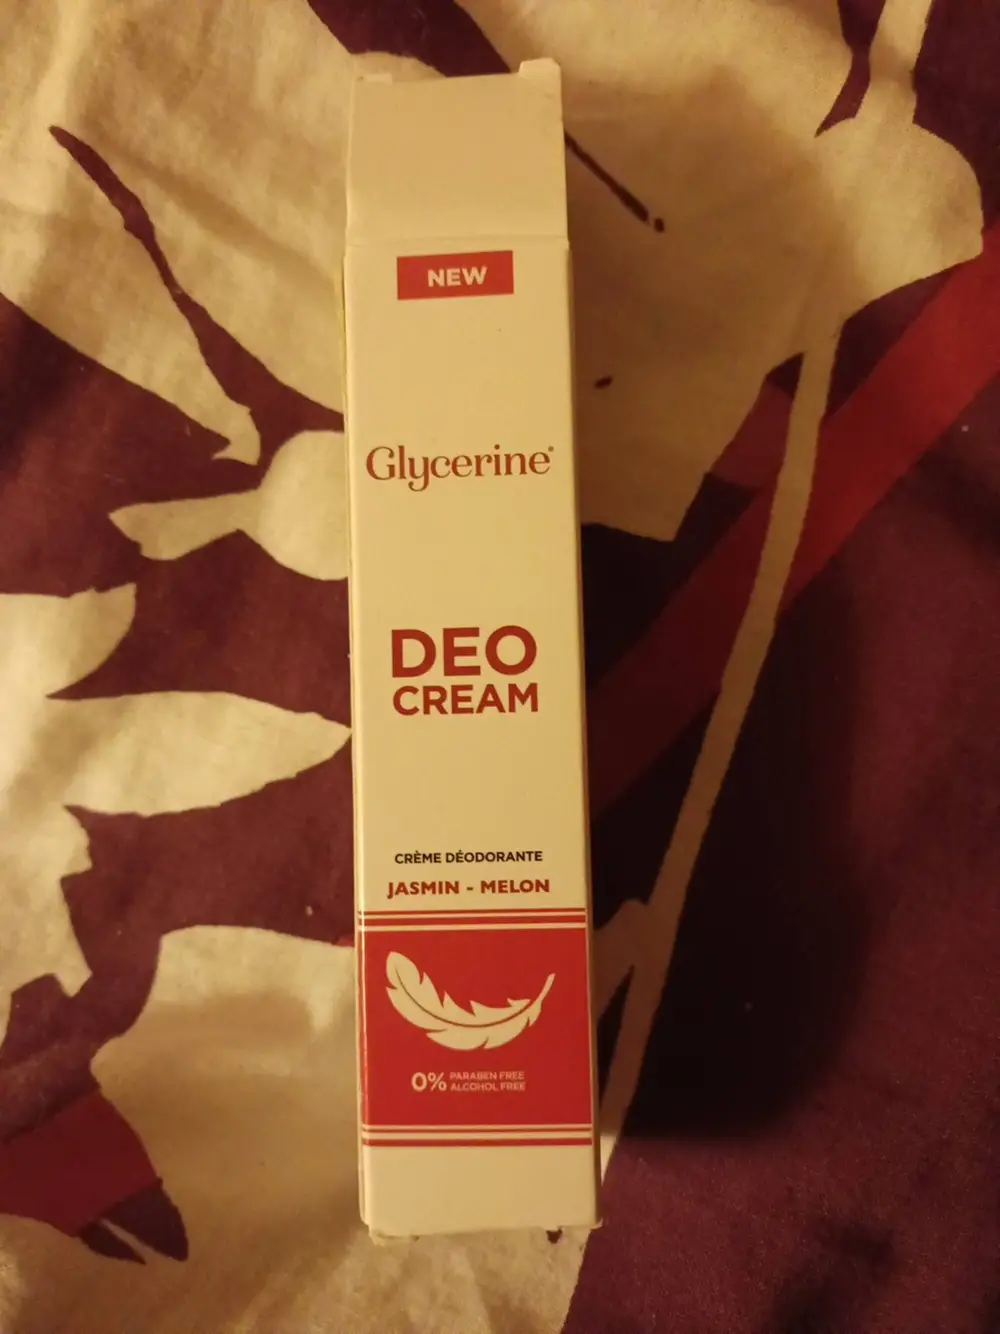 NEW
Glycerine®
DEO
CREAM
CRÈME DÉODORANTE
JASMIN - MELON
0% PARABEN FREE
ALCOHOL FREE